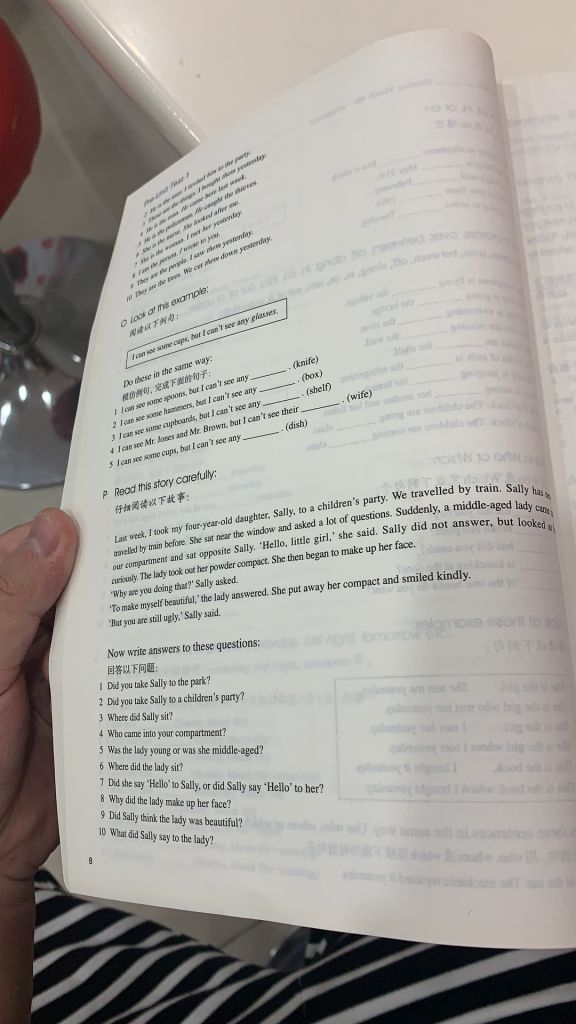 Pre-Unit Test 1
2 He is the man. I invited him to the party.
3 These are the things. I bought them yesterday.
4 He is the man. He came here last week.
5 He is the policeman. He caught the thieves.
6 She is the nurse. She looked after me.
7 She is the woman. I met her yesterday.
8 I am the person. I wrote to you.
9 They are the people. I saw them yesterday.
10 They are the trees. We cut them down yesterday.
O Look at this example:
阅读以下例句：
I can see some cups, but I can't see any glasses.
Do these in the same way:
模仿例句，完成下面的句子：
1 I can see some spoons, but I can't see any ______ . (knife)
2 I can see some hammers, but I can't see any ______ . (box)
3 I can see some cupboards, but I can't see any ______ . (shelf)
4 I can see Mr. Jones and Mr. Brown, but I can't see their ______ . (wife)
5 I can see some cups, but I can't see any ______ . (dish)
P Read this story carefully:
仔细阅读以下故事：
Last week, I took my four-year-old daughter, Sally, to a children's party. We travelled by train. Sally has
travelled by train before. She sat near the window and asked a lot of questions. Suddenly, a middle-aged lady came
our compartment and sat opposite Sally. 'Hello, little girl,' she said. Sally did not answer, but looked
curiously. The lady took out her powder compact. She then began to make up her face.
'Why are you doing that?' Sally asked.
'To make myself beautiful,' the lady answered. She put away her compact and smiled kindly.
'But you are still ugly,' Sally said.
Now write answers to these questions:
回答以下问题：
1 Did you take Sally to the park?
2 Did you take Sally to a children's party?
3 Where did Sally sit?
4 Who came into your compartment?
5 Was the lady young or was she middle-aged?
6 Where did the lady sit?
7 Did she say 'Hello' to Sally, or did Sally say 'Hello' to her?
8 Why did the lady make up her face?
9 Did Sally think the lady was beautiful?
10 What did Sally say to the lady?
8